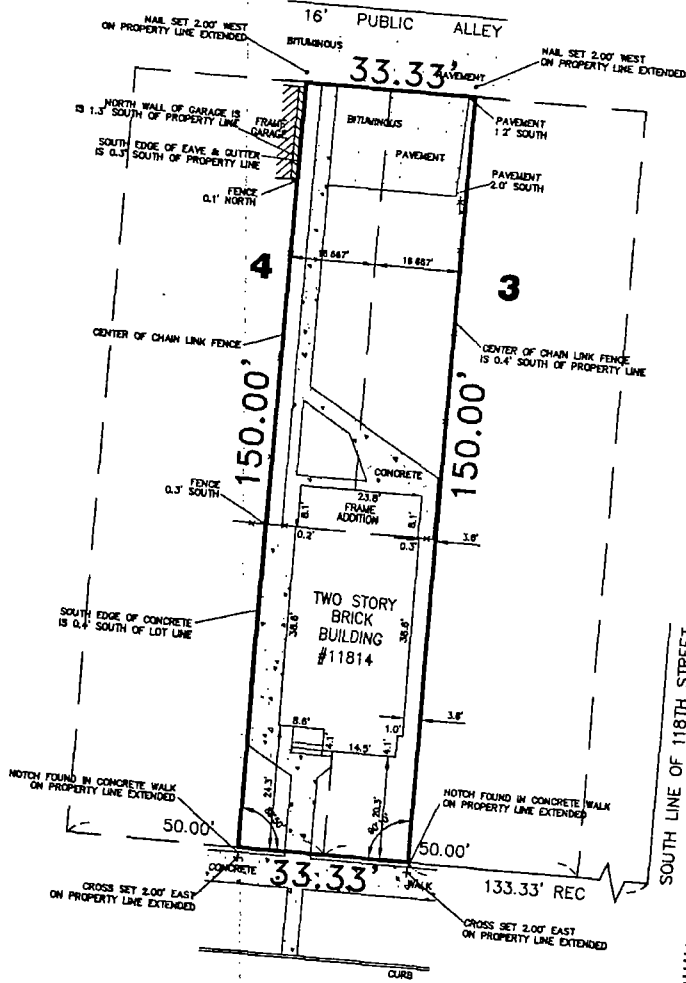 16' PUBLIC ALLEY
NAIL SET 2.00' WEST
ON PROPERTY LINE EXTENDED
BITUMINOUS
PAVEMENT
33.33'
NAIL SET 2.00' WEST
ON PROPERTY LINE EXTENDED
NORTH WALL OF GARAGE IS
IS 1.3' SOUTH OF PROPERTY LINE
FRAME
GARAGE
SOUTH EDGE OF EAVE & GUTTER
IS 0.3' SOUTH OF PROPERTY LINE
BITUMINOUS
PAVEMENT
PAVEMENT
1.2' SOUTH
PAVEMENT
2.0' SOUTH
FENCE
0.1' NORTH
4
16.667'
16.667'
3
CENTER OF CHAIN LINK FENCE
CENTER OF CHAIN LINK FENCE
IS 0.4' SOUTH OF PROPERTY LINE
150.00'
150.00'
CONCRETE
FENCE
0.3' SOUTH
23.8'
FRAME
ADDITION
8.1'
8.1'
0.2'
0.3'
3.6'
TWO STORY
BRICK
BUILDING
#11814
38.6'
38.6'
SOUTH EDGE OF CONCRETE
IS 0.4' SOUTH OF LOT LINE
8.6'
4.1'
14.5'
1.0'
4.1'
3.6'
24.3'
20.3'
NOTCH FOUND IN CONCRETE WALK
ON PROPERTY LINE EXTENDED
NOTCH FOUND IN CONCRETE WALK
ON PROPERTY LINE EXTENDED
50.00'
50.00'
CONCRETE
33.33'
WALK
133.33' REC
SOUTH LINE OF 118TH STREET
CROSS SET 2.00' EAST
ON PROPERTY LINE EXTENDED
CROSS SET 2.00' EAST
ON PROPERTY LINE EXTENDED
CURB